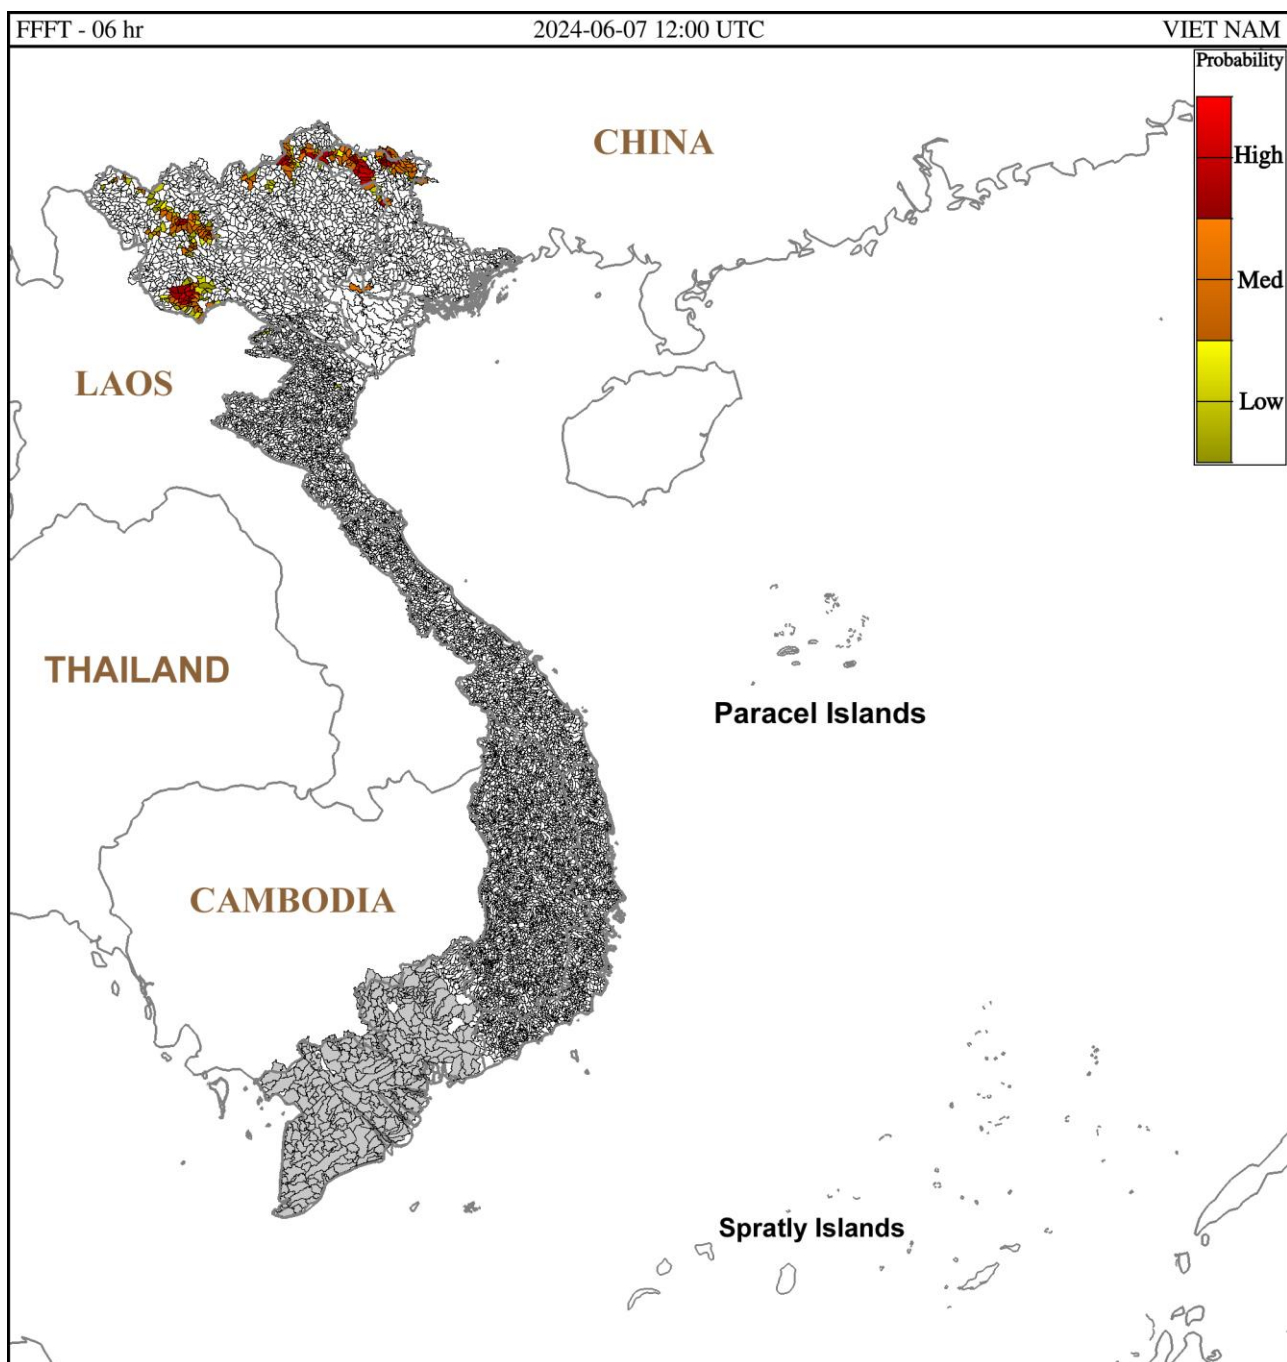 FFFT - 06 hr 2024-06-07 12:00 UTC VIET NAM
Probability
CHINA
High
Med
LAOS
Low
THAILAND
Paracel Islands
CAMBODIA
Spratly Islands